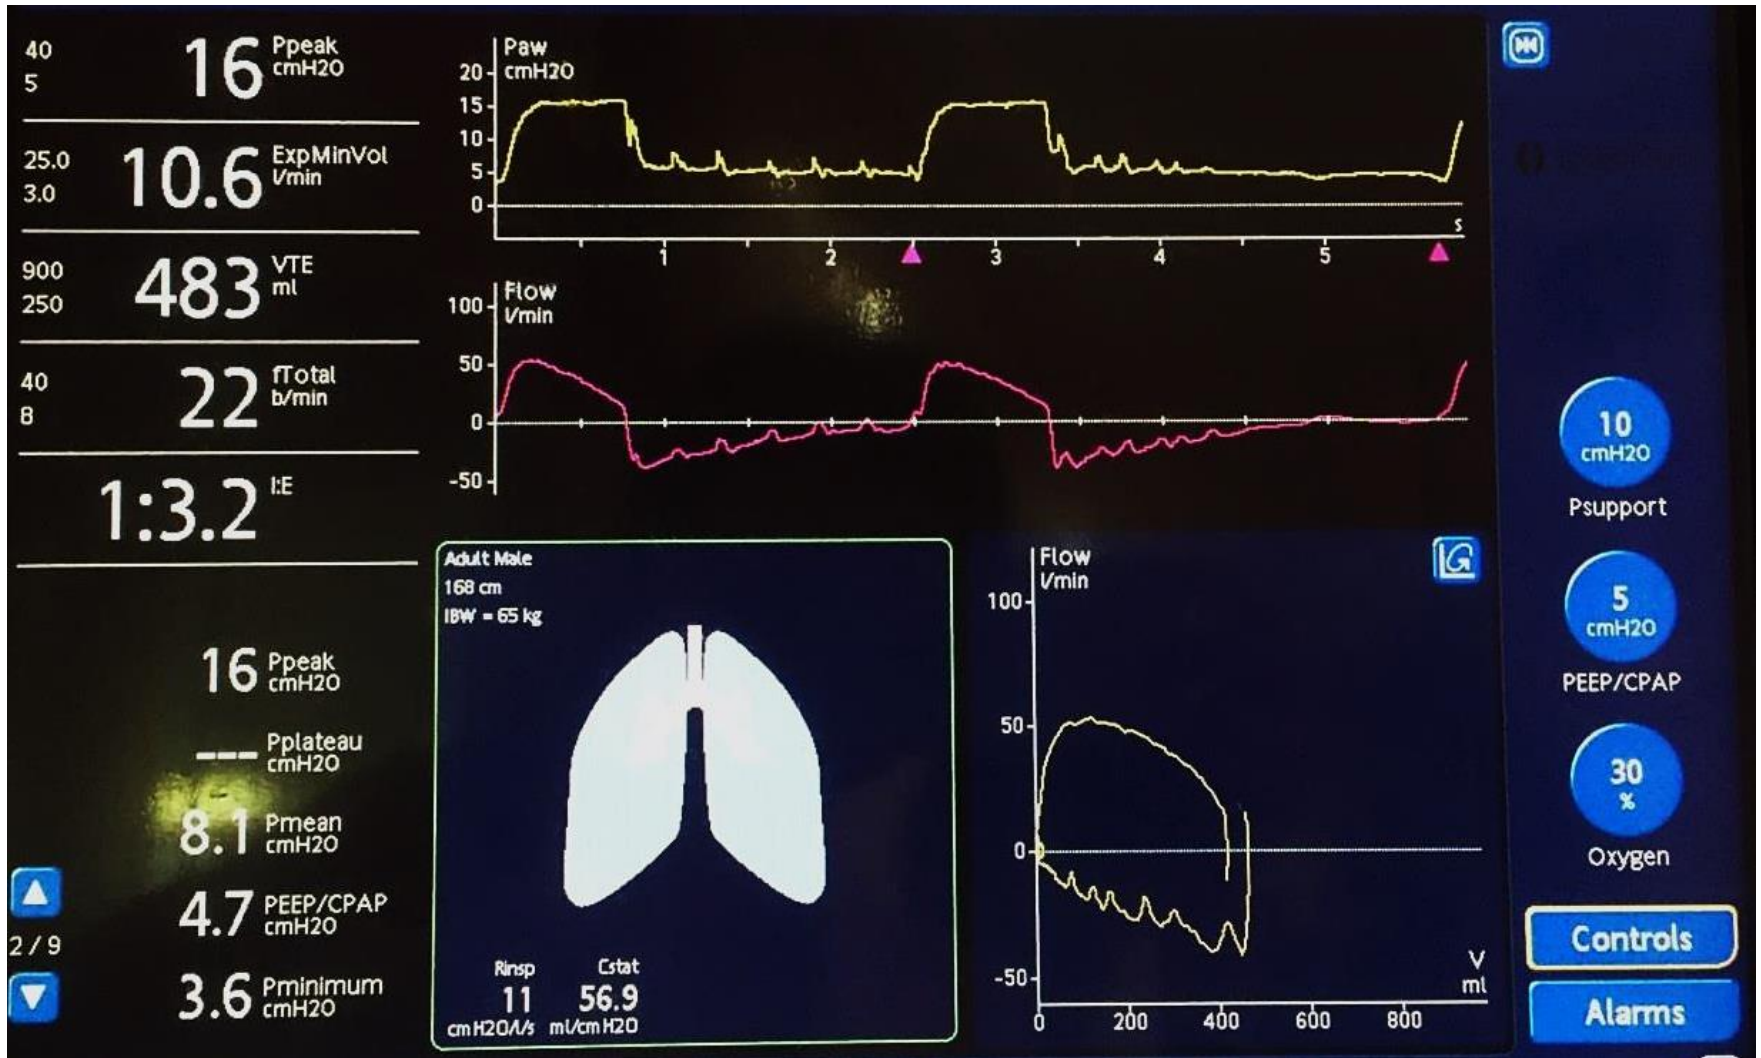 40
5
16
Ppeak
cmH2O
25.0
3.0
10.6
ExpMinVol
l/min
900
250
483
VTE
ml
40
8
22
fTotal
b/min
1:3.2
I:E
16
Ppeak
cmH2O
---
Pplateau
cmH2O
8.1
Pmean
cmH2O
4.7
PEEP/CPAP
cmH2O
3.6
Pminimum
cmH2O
2 / 9
Paw
cmH2O
20
15
10
5
0
s
1
2
3
4
5
Flow
l/min
100
50
0
-50
Adult Male
168 cm
IBW = 65 kg
Rinsp
11
cmH2O/l/s
Cstat
56.9
ml/cmH2O
Flow
l/min
100
50
0
-50
V
ml
0
200
400
600
800
10
cmH2O
Psupport
5
cmH2O
PEEP/CPAP
30
%
Oxygen
Controls
Alarms